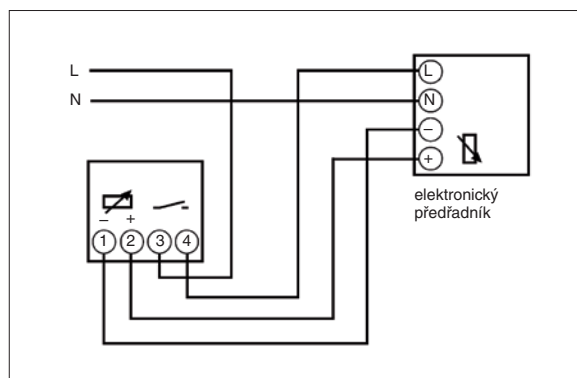 L
N
L
N
–
+
elektronický
předřadník
– +
1 2 3 4